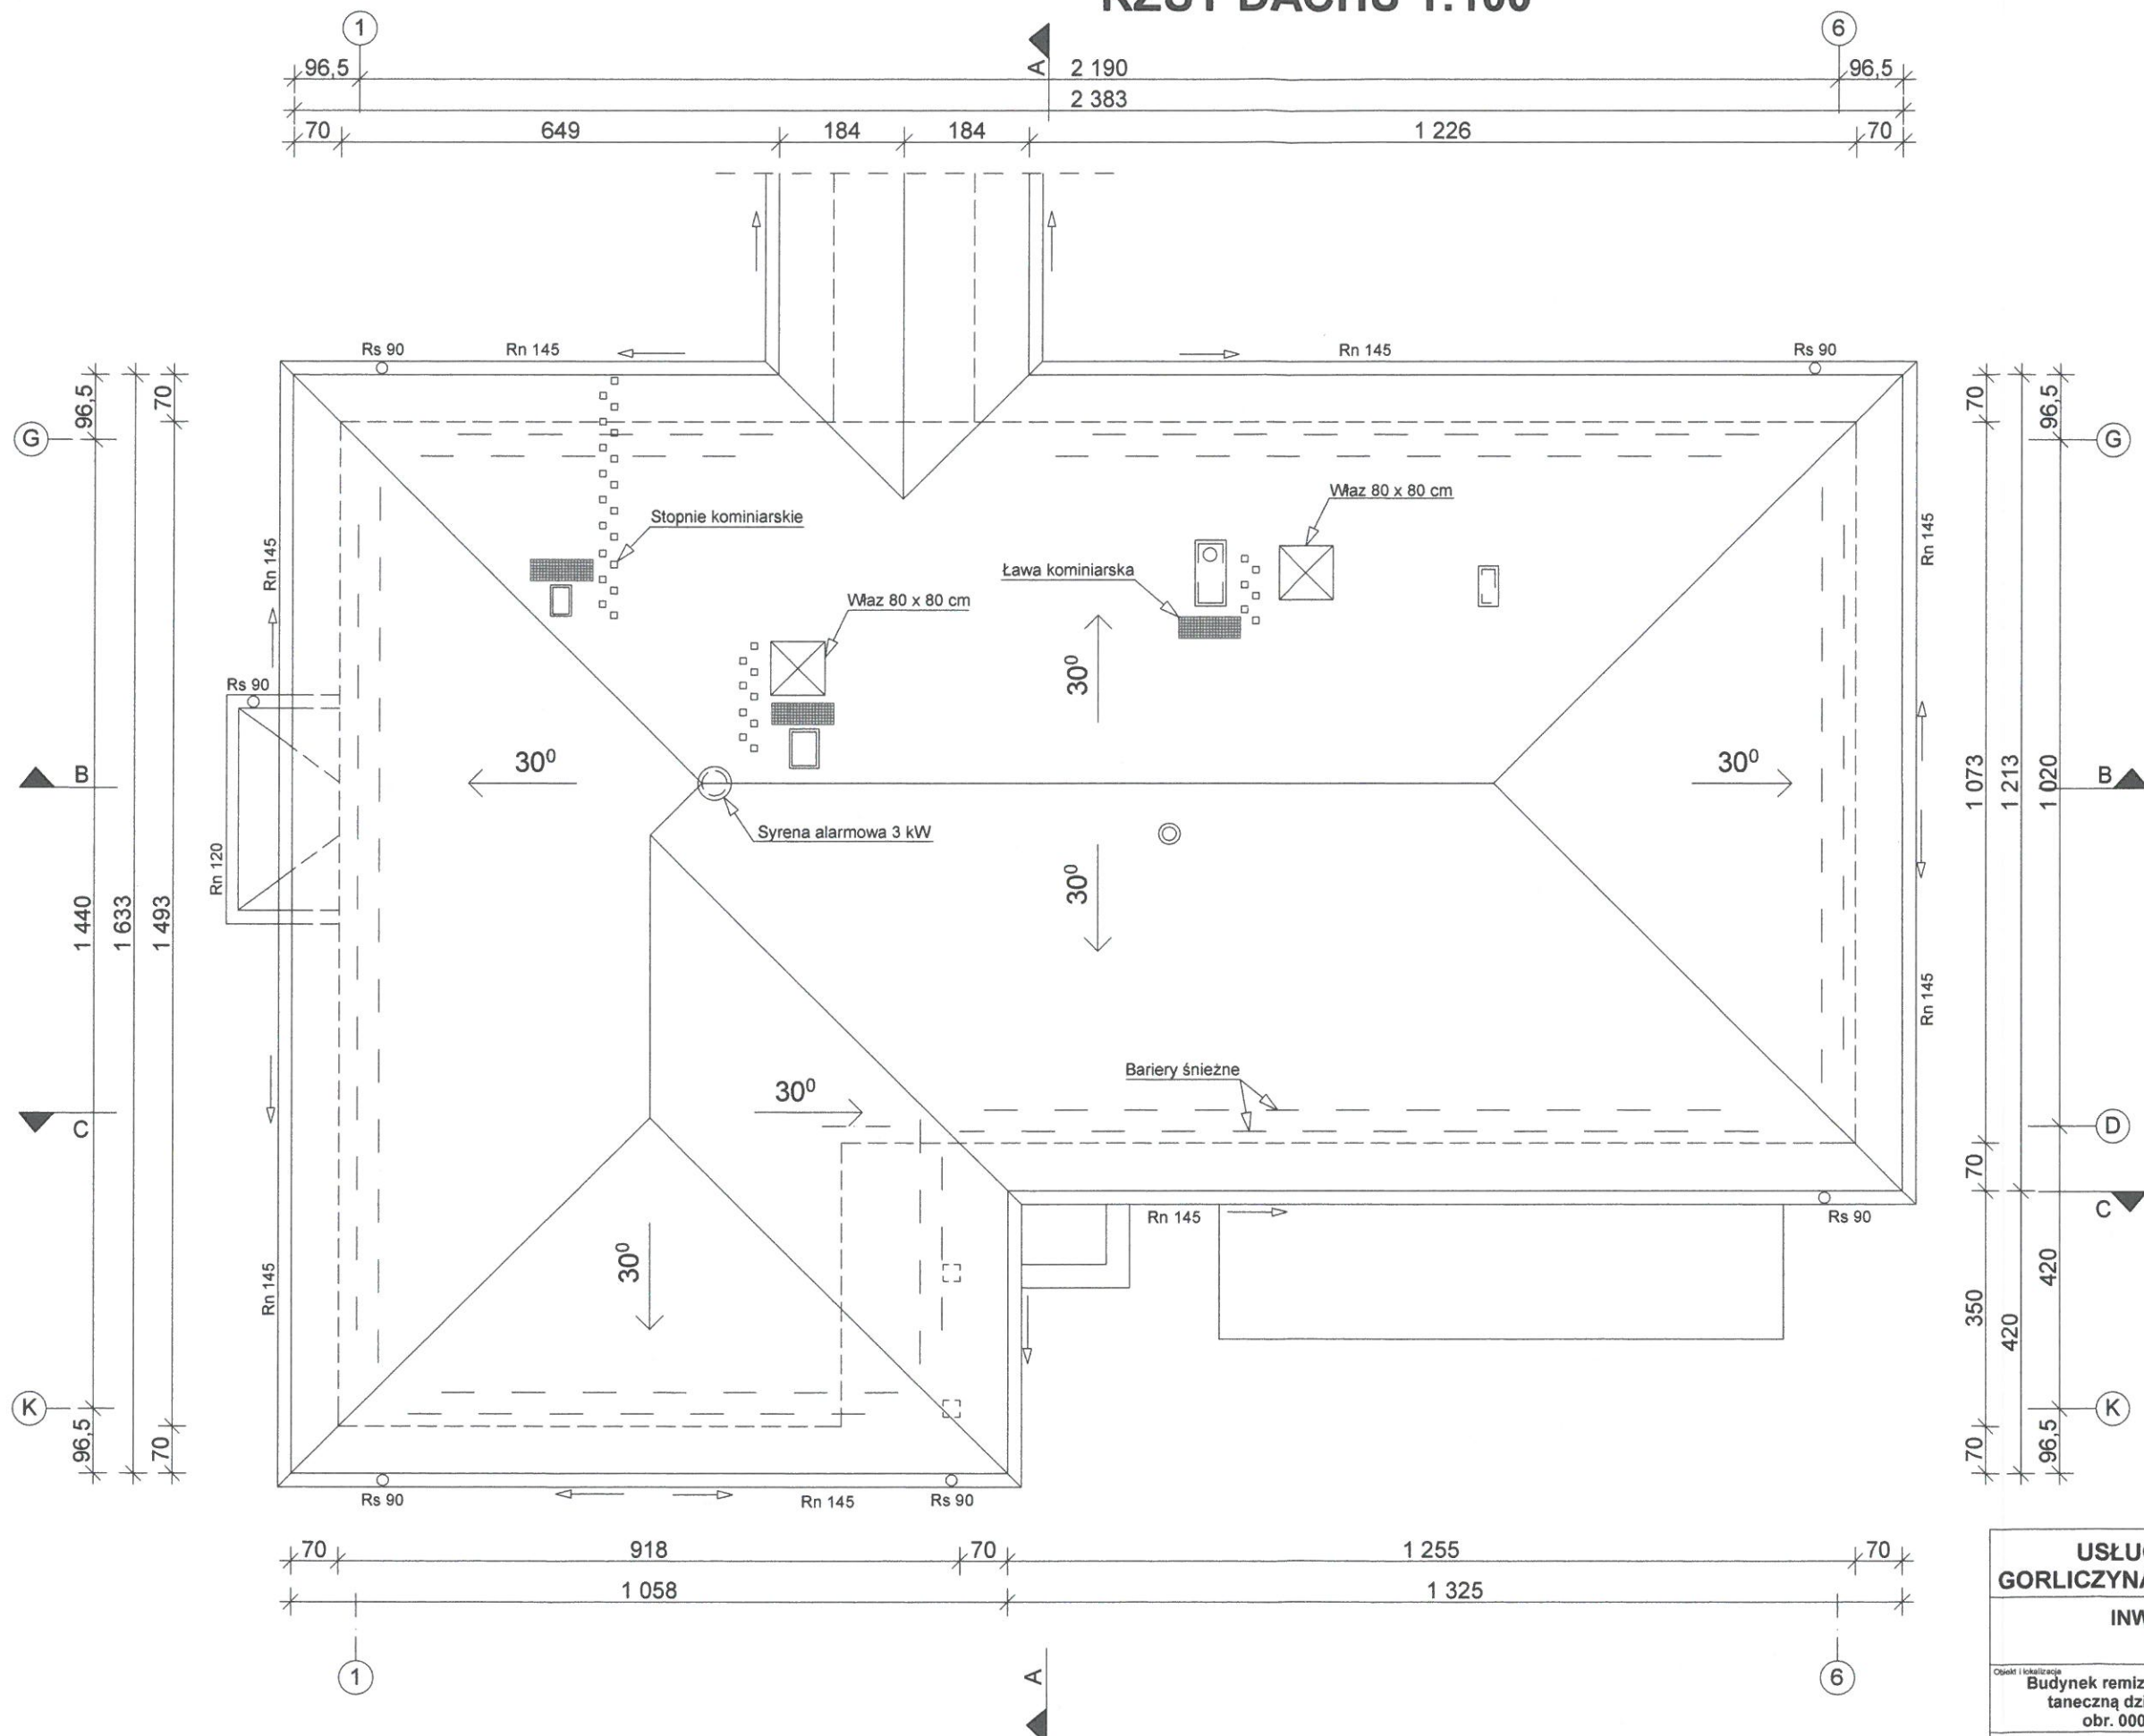 RZUT DACHU 1:100
1
6
96,5
A
2 190
96,5
2 383
70
649
184
184
1 226
70
Rs 90
Rn 145
Rn 145
Rs 90
96,5
70
70
96,5
G
G
Właz 80 x 80 cm
Stopnie kominiarskie
Rn 145
Rn 145
Ława kominiarska
Właz 80 x 80 cm
30⁰
Rs 90
30⁰
30⁰
B
1 073
1 213
1 020
B
Syrena alarmowa 3 kW
Rn 120
30⁰
1 440
1 633
1 493
Rn 145
Bariery śnieżne
30⁰
C
D
70
Rn 145
Rs 90
C
30⁰
Rn 145
420
350
420
K
K
96,5
70
70
96,5
Rs 90
Rn 145
Rs 90
70
918
70
1 255
70
1 058
1 325
1
A
6
USŁU
GORLICZYNA
INW
Obiekt i lokalizacja
Budynek remiz
taneczną dzi
obr. 000